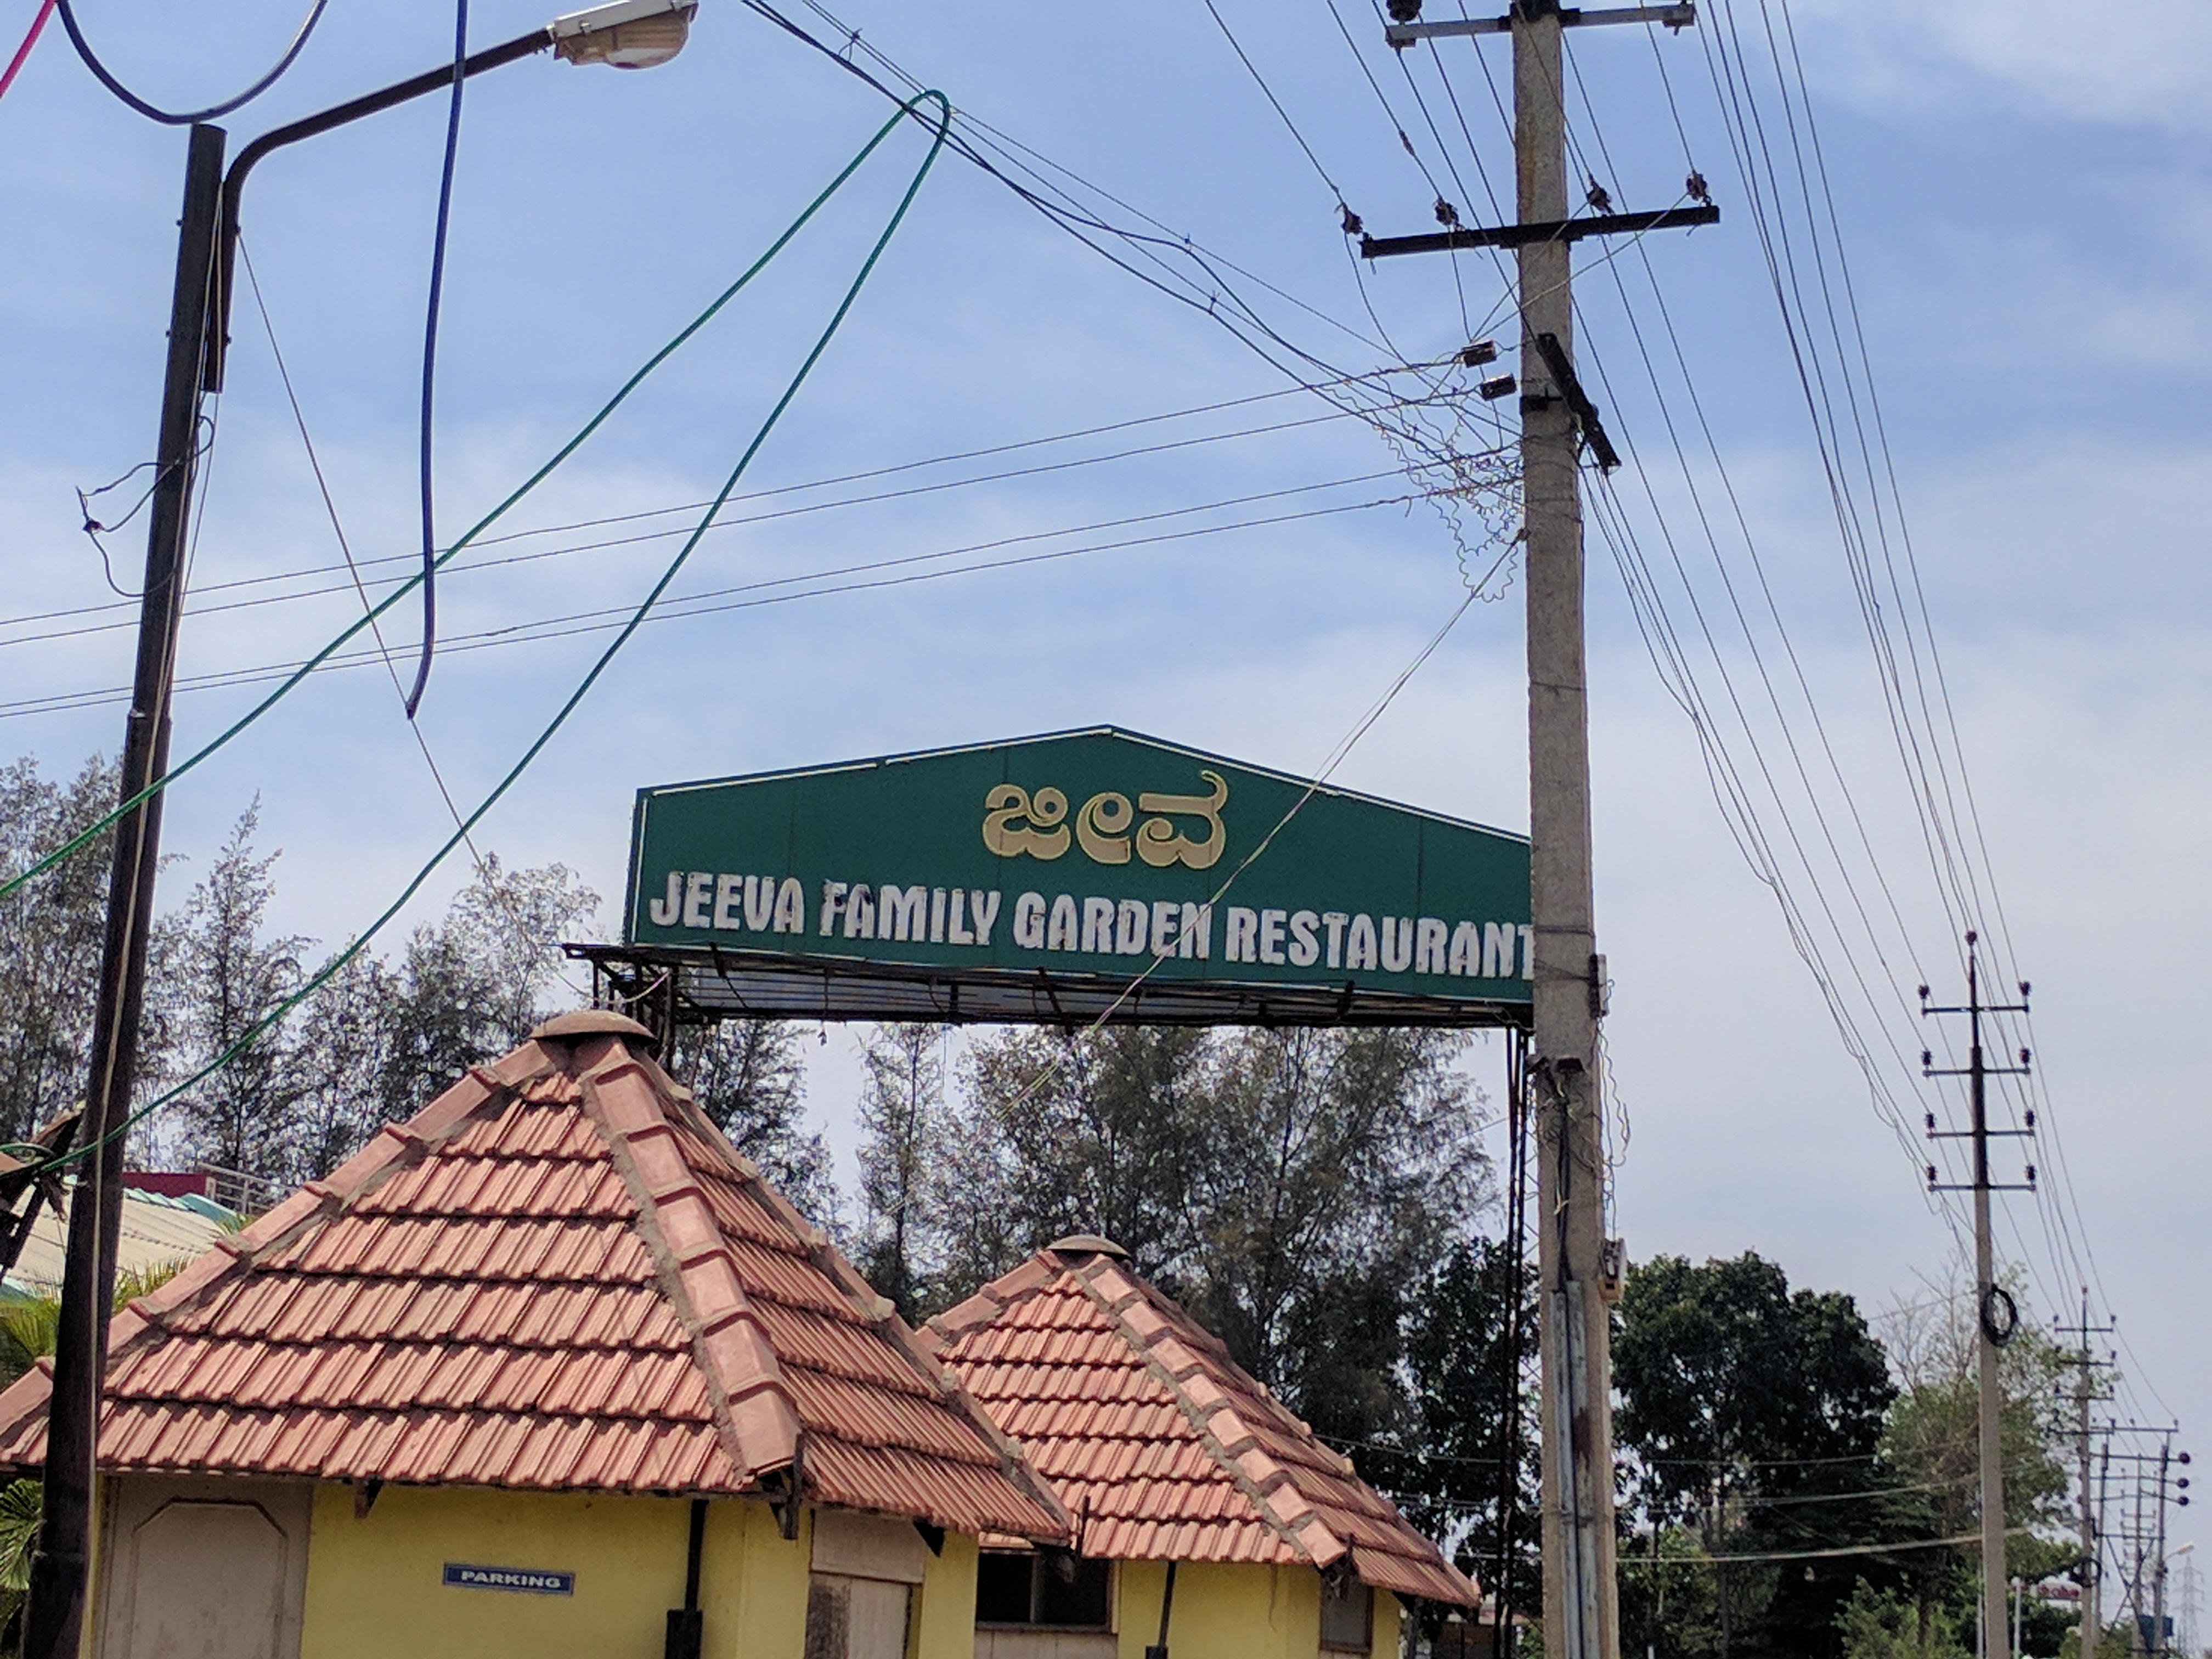 ಜೀವ
JEEVA FAMILY GARDEN RESTAURANT
PARKING